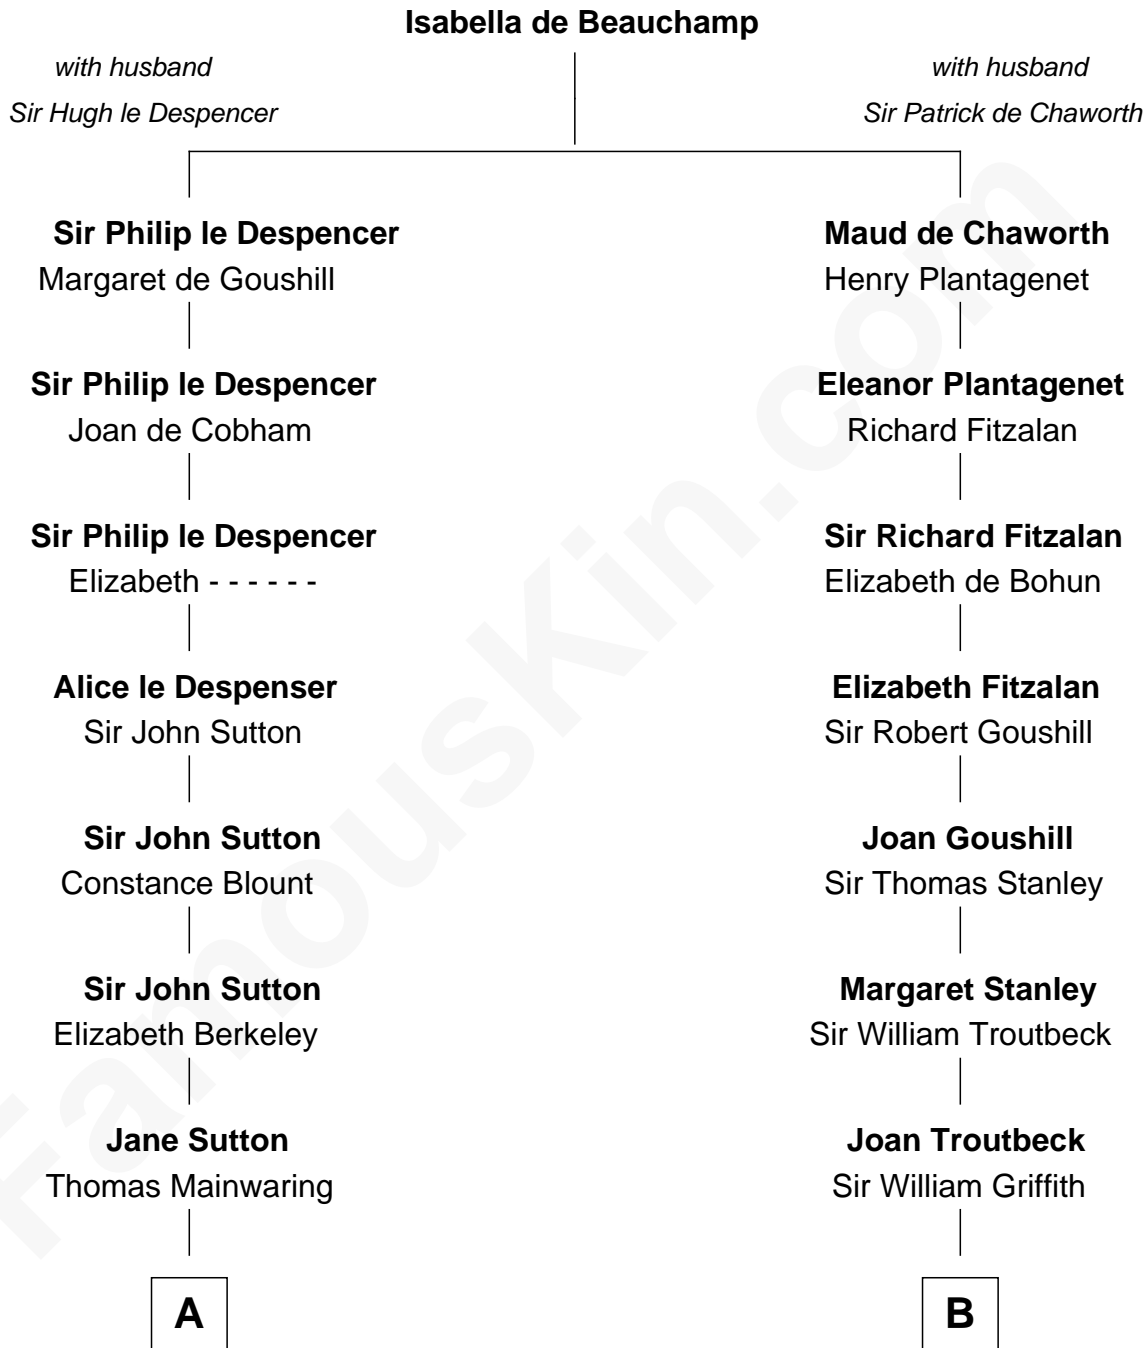 Isabella de Beauchamp
with husband
Sir Hugh le Despencer
with husband
Sir Patrick de Chaworth
Sir Philip le Despencer
Margaret de Goushill
Maud de Chaworth
Henry Plantagenet
Sir Philip le Despencer
Joan de Cobham
Eleanor Plantagenet
Richard Fitzalan
Sir Philip le Despencer
Elizabeth - - - - - -
Sir Richard Fitzalan
Elizabeth de Bohun
Alice le Despenser
Sir John Sutton
Elizabeth Fitzalan
Sir Robert Goushill
Sir John Sutton
Constance Blount
Joan Goushill
Sir Thomas Stanley
Sir John Sutton
Elizabeth Berkeley
Margaret Stanley
Sir William Troutbeck
Jane Sutton
Thomas Mainwaring
Joan Troutbeck
Sir William Griffith
A
B
FamousKin.com